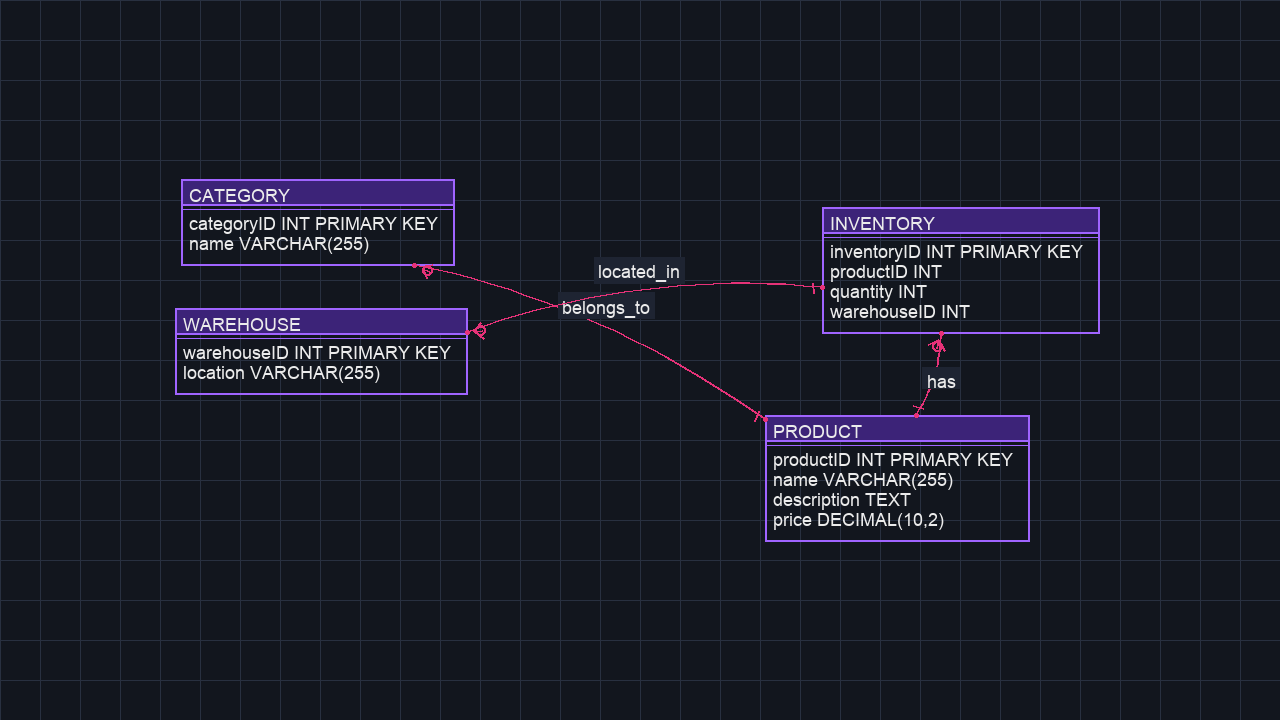 CATEGORY
categoryID INT PRIMARY KEY
name VARCHAR(255)
WAREHOUSE
warehouseID INT PRIMARY KEY
location VARCHAR(255)
located_in
belongs_to
INVENTORY
inventoryID INT PRIMARY KEY
productID INT
quantity INT
warehouseID INT
has
PRODUCT
productID INT PRIMARY KEY
name VARCHAR(255)
description TEXT
price DECIMAL(10,2)